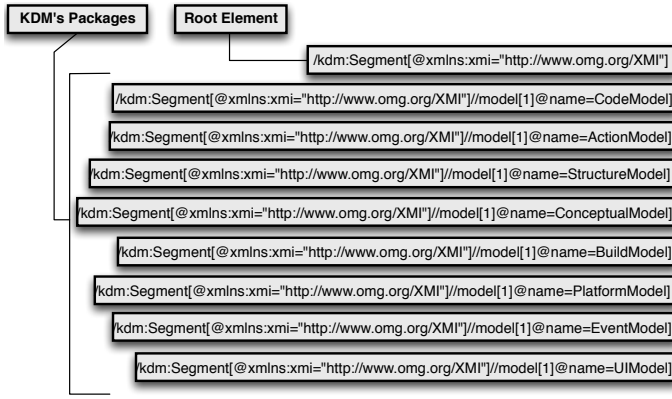 KDM's Packages
Root Element
/kdm:Segment[@xmlns:xmi="http://www.omg.org/XMI"]
/kdm:Segment[@xmlns:xmi="http://www.omg.org/XMI"]//model[1]@name=CodeModel]
/kdm:Segment[@xmlns:xmi="http://www.omg.org/XMI"]//model[1]@name=ActionModel]
/kdm:Segment[@xmlns:xmi="http://www.omg.org/XMI"]//model[1]@name=StructureModel]
/kdm:Segment[@xmlns:xmi="http://www.omg.org/XMI"]//model[1]@name=ConceptualModel]
/kdm:Segment[@xmlns:xmi="http://www.omg.org/XMI"]//model[1]@name=BuildModel]
/kdm:Segment[@xmlns:xmi="http://www.omg.org/XMI"]//model[1]@name=PlatformModel]
/kdm:Segment[@xmlns:xmi="http://www.omg.org/XMI"]//model[1]@name=EventModel]
/kdm:Segment[@xmlns:xmi="http://www.omg.org/XMI"]//model[1]@name=UIModel]